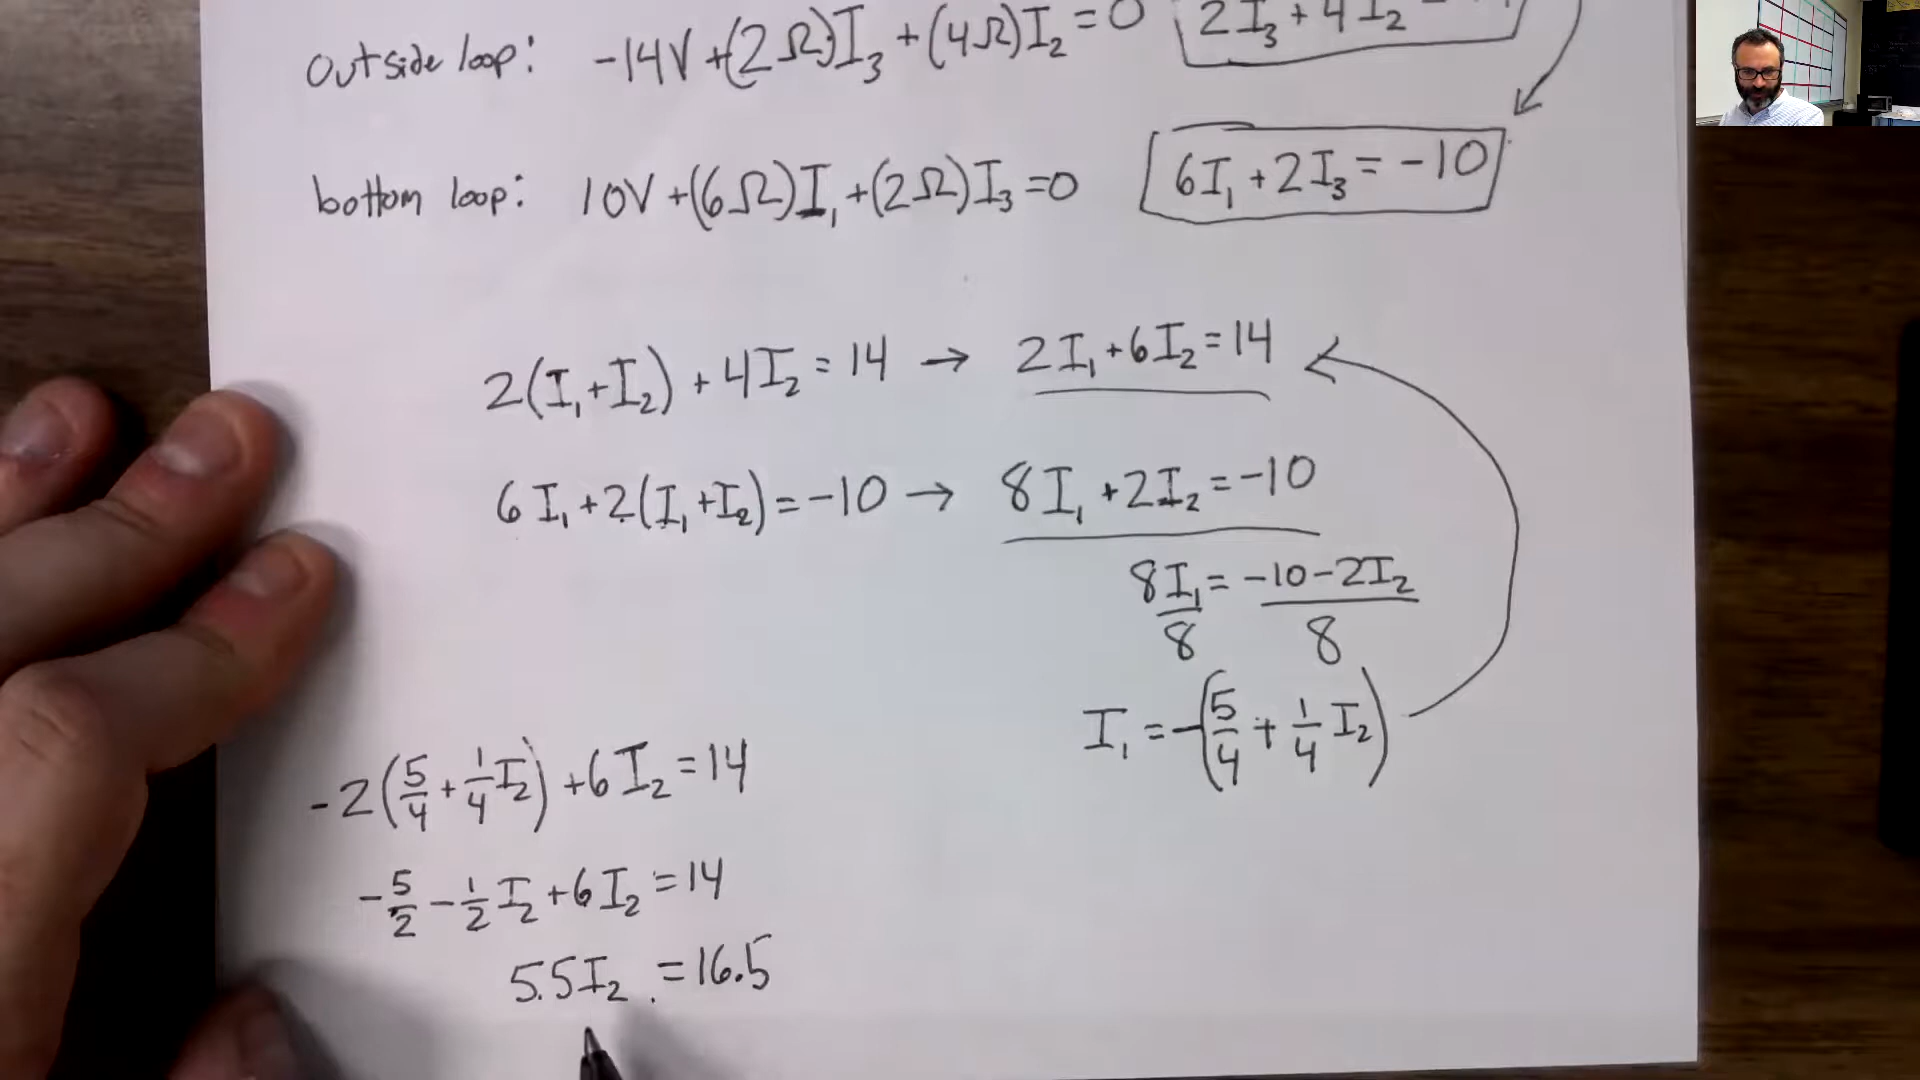 outside loop: -14V+(2Ω)I₃+(4Ω)I₂=0 2I₃+4I₂
bottom loop: 10V+(6Ω)I₁+(2Ω)I₃=0 6I₁+2I₃=-10
2(I₁+I₂)+4I₂=14 → 2I₁+6I₂=14
6I₁+2(I₁+I₂)=-10 → 8I₁+2I₂=-10
8I₁/8=(-10-2I₂)/8
I₁=-(5/4+1/4 I₂)
-2(5/4+1/4 I₂)+6I₂=14
-5/2-1/2 I₂+6I₂=14
5.5I₂=16.5